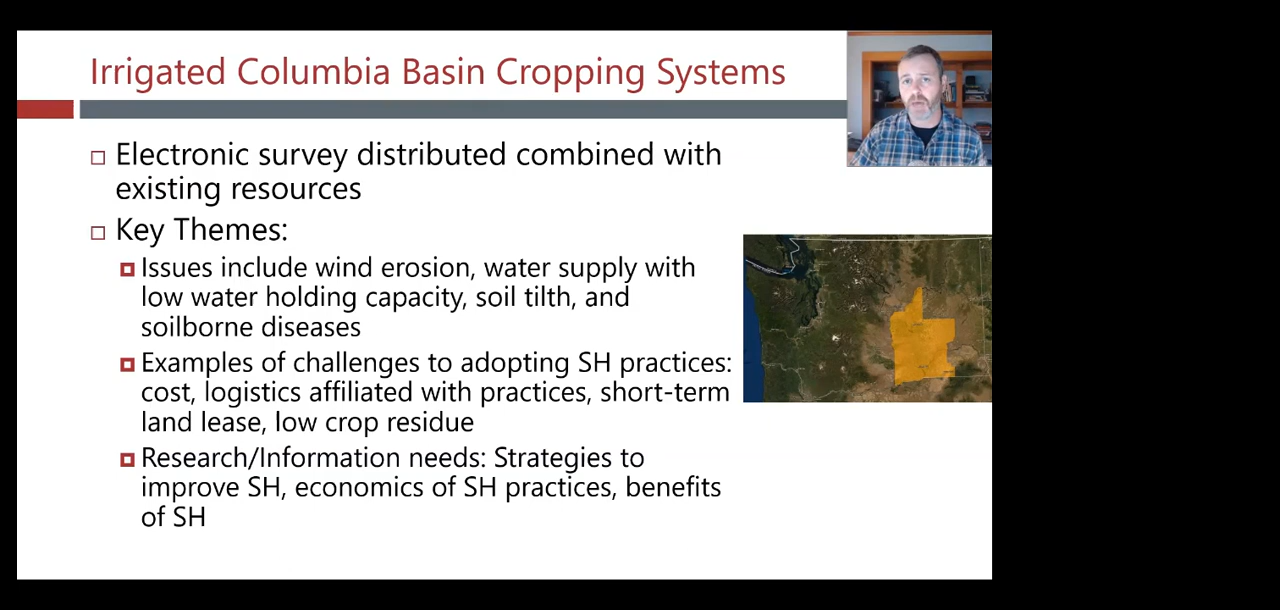 Irrigated Columbia Basin Cropping Systems
Electronic survey distributed combined with
existing resources
Key Themes:
Issues include wind erosion, water supply with
low water holding capacity, soil tilth, and
soilborne diseases
Examples of challenges to adopting SH practices:
cost, logistics affiliated with practices, short-term
land lease, low crop residue
Research/Information needs: Strategies to
improve SH, economics of SH practices, benefits
of SH